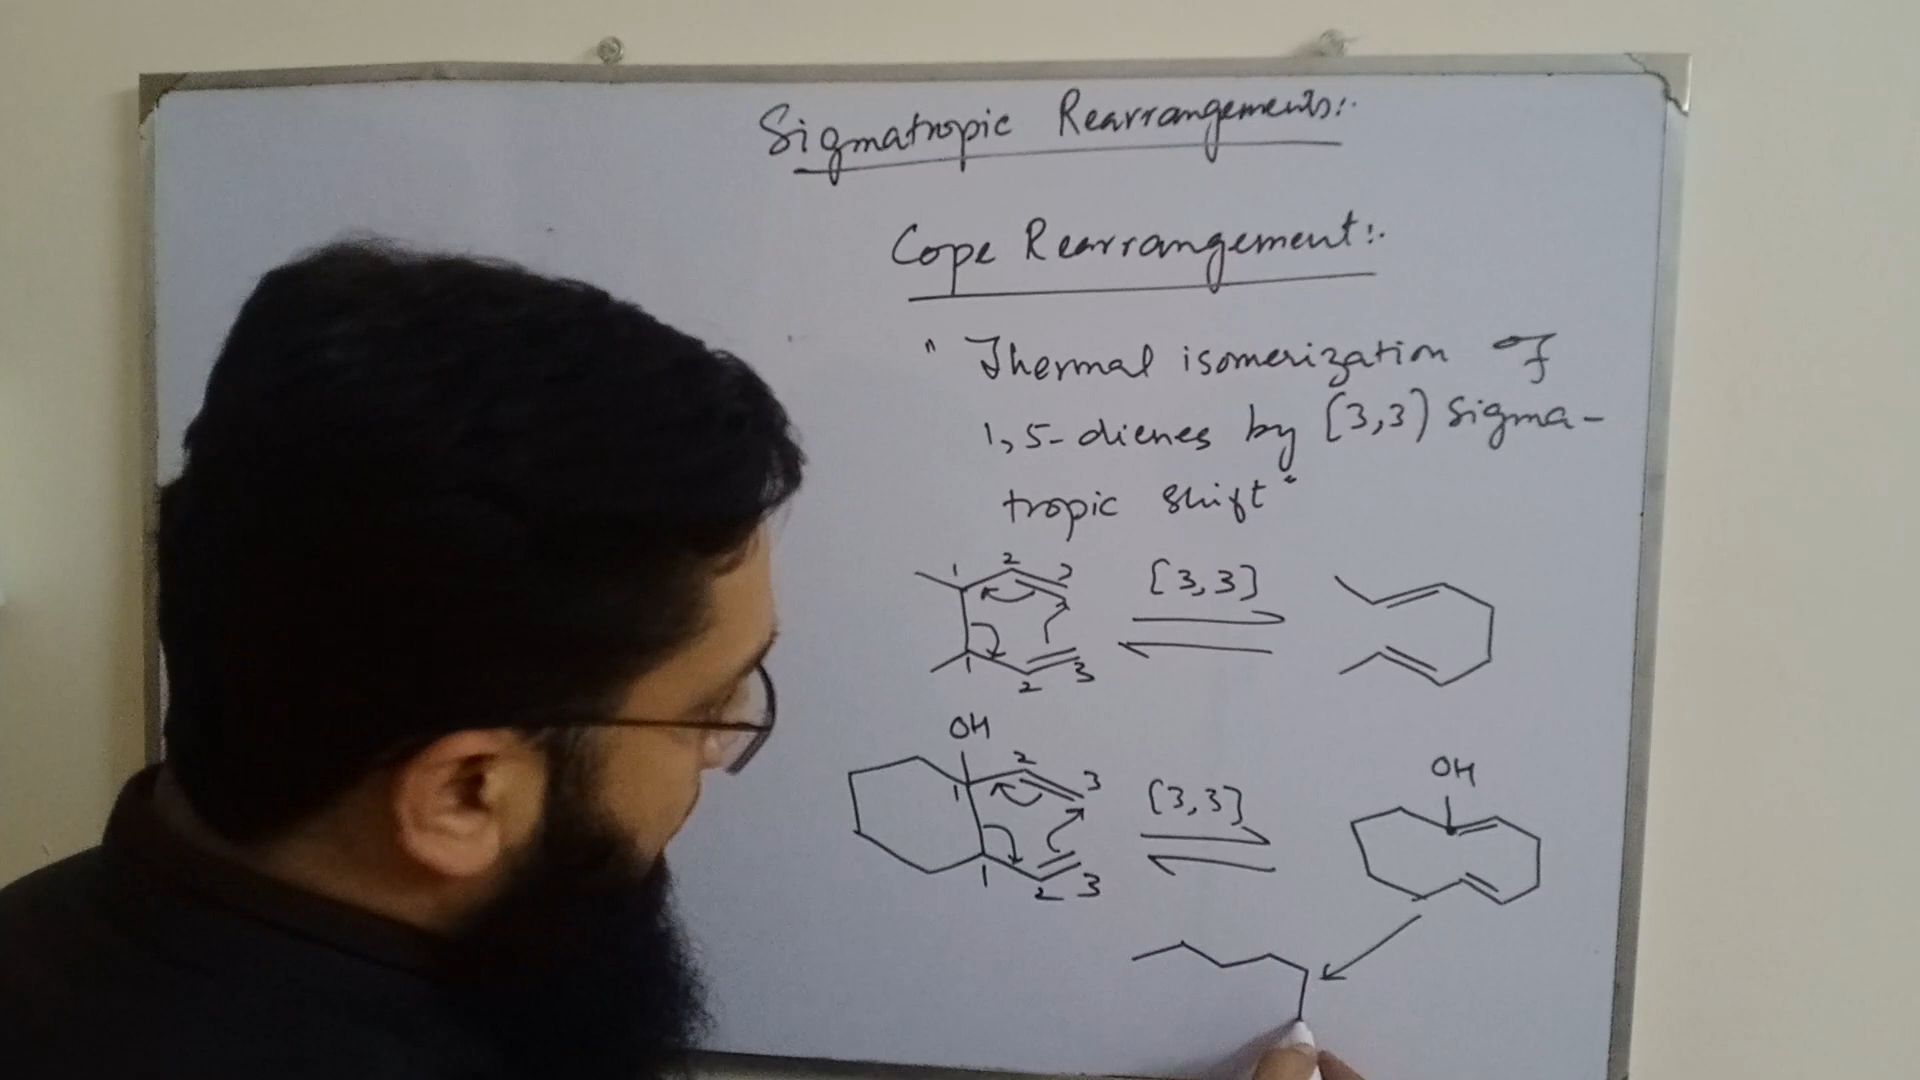 Sigmatropic Rearrangements:.
Cope Rearrangement:.
" Thermal isomerization of
1,5-dienes by [3,3) Sigma-
tropic shift"
1 2 3
[3,3]
1 2 3
OH
1 2 3
[3,3]
OH
1 2 3